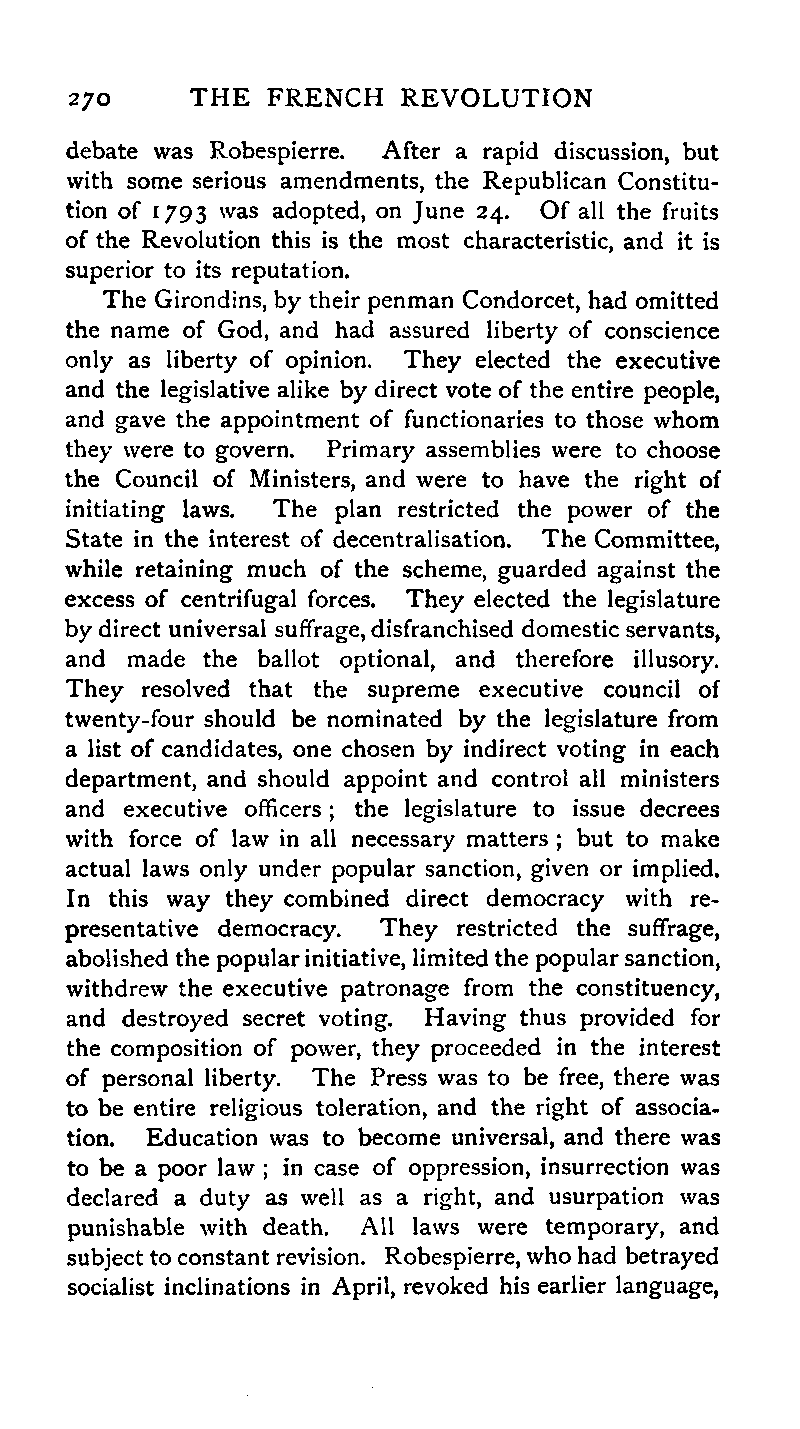 270 THE FRENCH REVOLUTION
debate was Robespierre. After a rapid discussion, but
with some serious amendments, the Republican Constitu-
tion of 1793 was adopted, on June 24. Of all the fruits
of the Revolution this is the most characteristic, and it is
superior to its reputation.
The Girondins, by their penman Condorcet, had omitted
the name of God, and had assured liberty of conscience
only as liberty of opinion. They elected the executive
and the legislative alike by direct vote of the entire people,
and gave the appointment of functionaries to those whom
they were to govern. Primary assemblies were to choose
the Council of Ministers, and were to have the right of
initiating laws. The plan restricted the power of the
State in the interest of decentralisation. The Committee,
while retaining much of the scheme, guarded against the
excess of centrifugal forces. They elected the legislature
by direct universal suffrage, disfranchised domestic servants,
and made the ballot optional, and therefore illusory.
They resolved that the supreme executive council of
twenty-four should be nominated by the legislature from
a list of candidates, one chosen by indirect voting in each
department, and should appoint and control all ministers
and executive officers ; the legislature to issue decrees
with force of law in all necessary matters ; but to make
actual laws only under popular sanction, given or implied.
In this way they combined direct democracy with re-
presentative democracy. They restricted the suffrage,
abolished the popular initiative, limited the popular sanction,
withdrew the executive patronage from the constituency,
and destroyed secret voting. Having thus provided for
the composition of power, they proceeded in the interest
of personal liberty. The Press was to be free, there was
to be entire religious toleration, and the right of associa-
tion. Education was to become universal, and there was
to be a poor law ; in case of oppression, insurrection was
declared a duty as well as a right, and usurpation was
punishable with death. All laws were temporary, and
subject to constant revision. Robespierre, who had betrayed
socialist inclinations in April, revoked his earlier language,